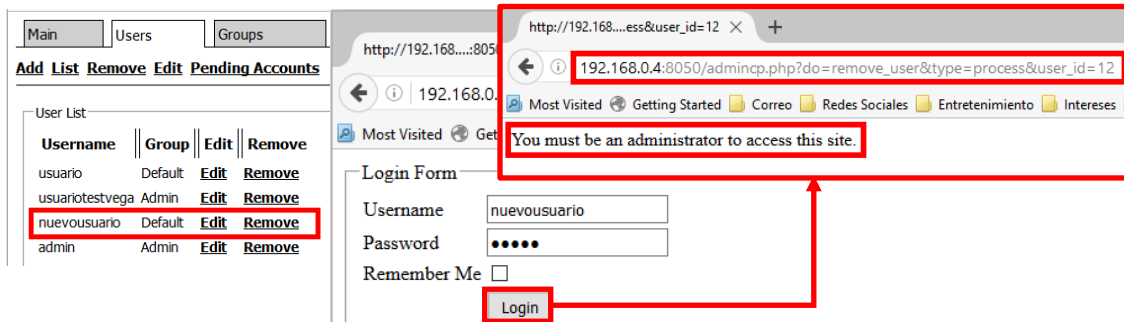 Main Users Groups
Add List Remove Edit Pending Accounts
User List
Username Group Edit Remove
usuario Default Edit Remove
usuariotestvega Admin Edit Remove
nuevousuario Default Edit Remove
admin Admin Edit Remove
http://192.168....:805
192.168.0.
Most Visited Get
Login Form
Username nuevousuario
Password •••••
Remember Me
Login
http://192.168....ess&user_id=12
192.168.0.4:8050/admincp.php?do=remove_user&type=process&user_id=12
Most Visited Getting Started Correo Redes Sociales Entretenimiento Intereses
You must be an administrator to access this site.